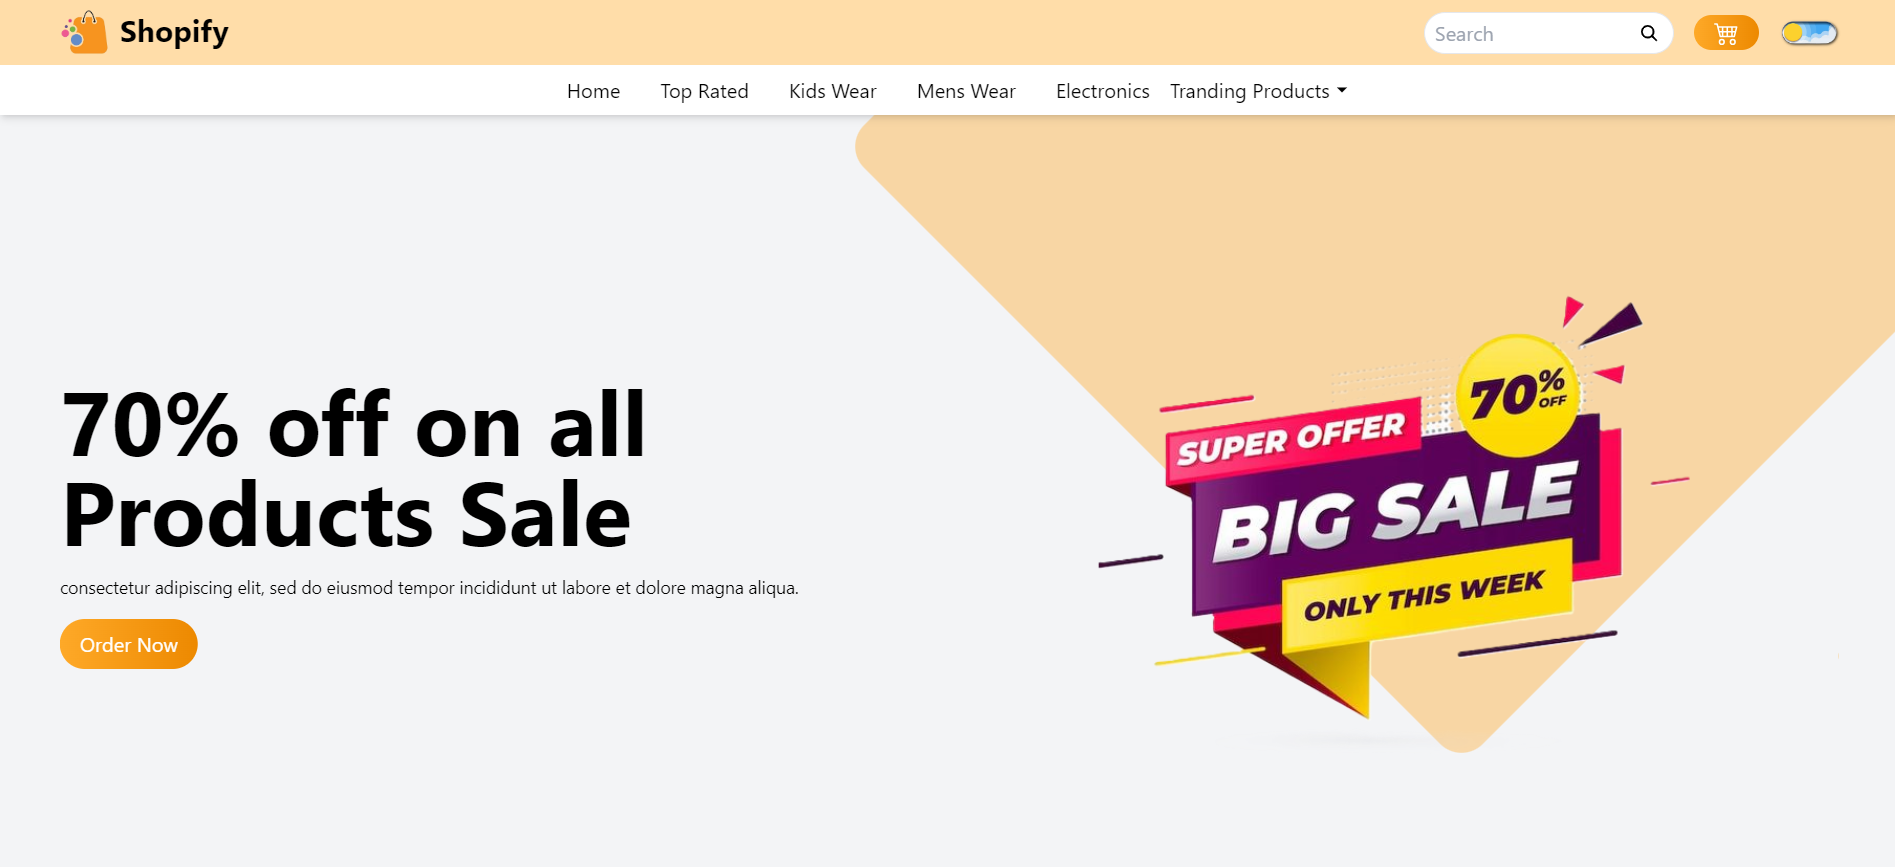 Shopify
Search
Home Top Rated Kids Wear Mens Wear Electronics Tranding Products
70% off on all
Products Sale
consectetur adipiscing elit, sed do eiusmod tempor incididunt ut labore et dolore magna aliqua.
Order Now
70% OFF
SUPER OFFER
BIG SALE
ONLY THIS WEEK